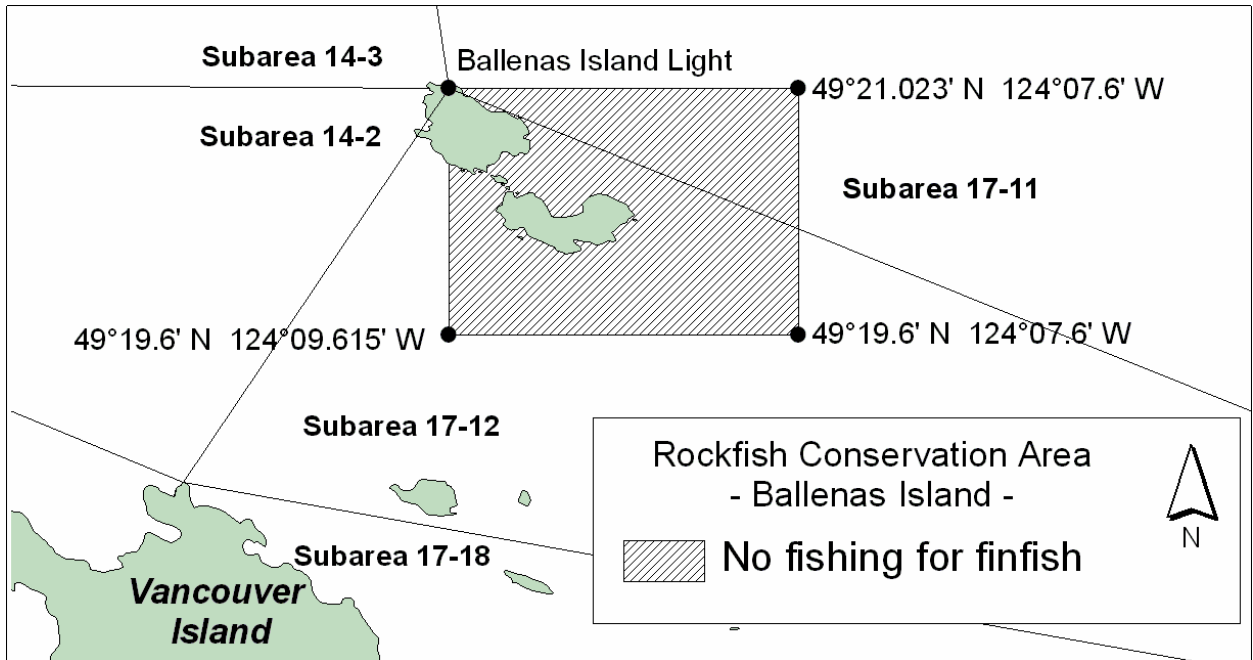 Subarea 14-3
Ballenas Island Light
49°21.023' N  124°07.6' W
Subarea 14-2
Subarea 17-11
49°19.6' N  124°09.615' W
49°19.6' N  124°07.6' W
Subarea 17-12
Rockfish Conservation Area
- Ballenas Island -
N
No fishing for finfish
Subarea 17-18
Vancouver
Island